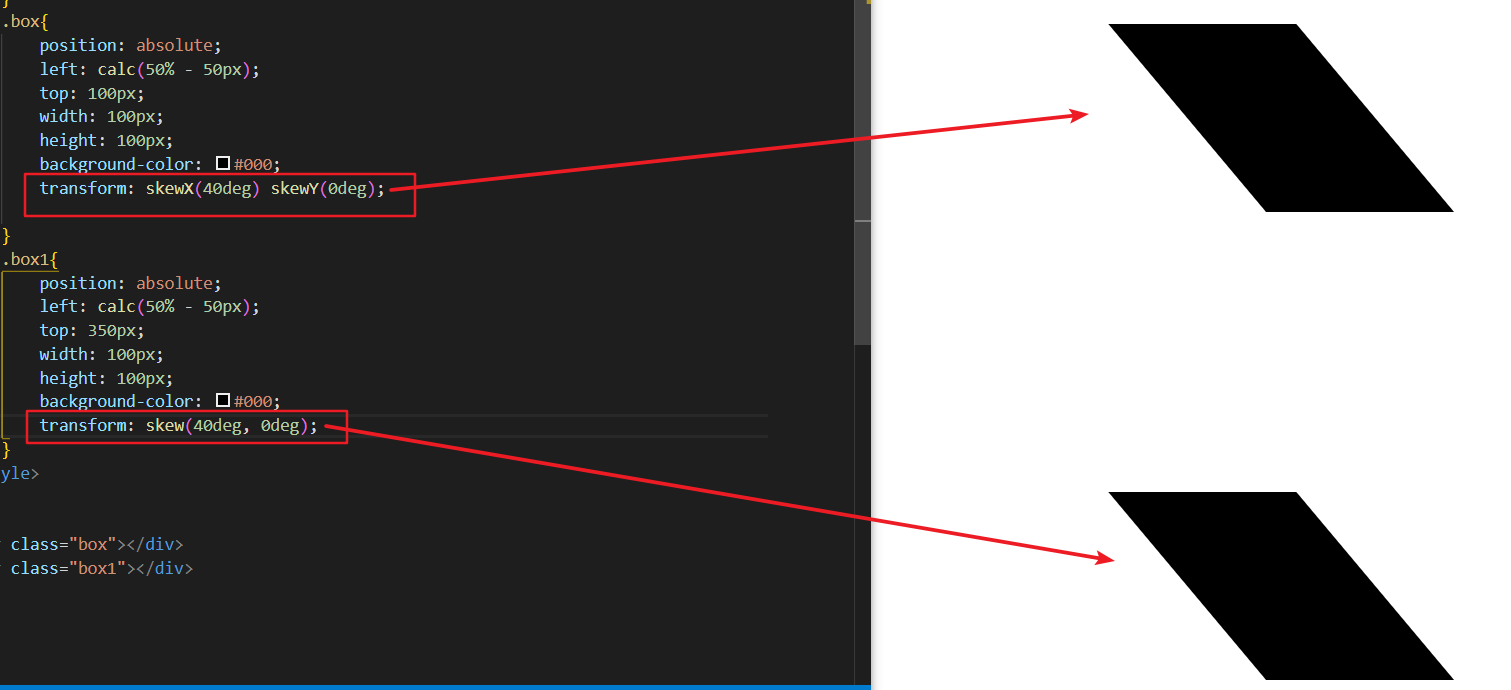 }
.box{
position: absolute;
left: calc(50% - 50px);
top: 100px;
width: 100px;
height: 100px;
background-color: #000;
transform: skewX(40deg) skewY(0deg);
}
.box1{
position: absolute;
left: calc(50% - 50px);
top: 350px;
width: 100px;
height: 100px;
background-color: #000;
transform: skew(40deg, 0deg);
}
yle>
class="box"></div>
class="box1"></div>